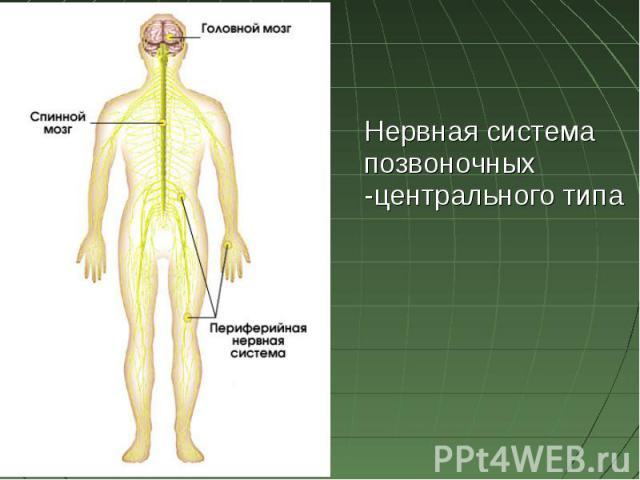 Головной мозг
Спинной
мозг
Нервная система
позвоночных
-центрального типа
Периферийная
нервная
система
PPt4WEB.ru